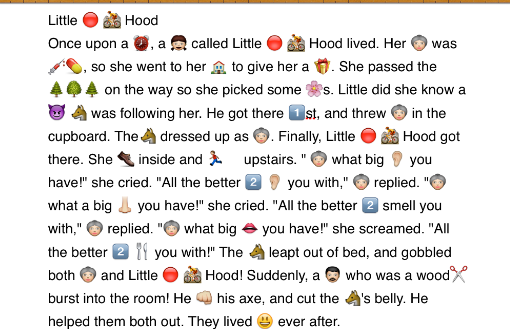 Little 🔴 🚵 Hood
Once upon a ⏰, a 👧 called Little 🔴 🚵 Hood lived. Her 👵 was
💉💊, so she went to her 🏠 to give her a 🎁. She passed the
🌳🌳🌲 on the way so she picked some 🌸s. Little did she know a
😈 🐴 was following her. He got there 1️⃣st, and threw 👵 in the
cupboard. The 🐴 dressed up as 👵. Finally, Little 🔴 🚵 Hood got
there. She 👞 inside and 🏃 upstairs. " 👵 what big 👂 you
have!" she cried. "All the better 2️⃣ 👂 you with," 👵 replied. "👵
what a big 👃 you have!" she cried. "All the better 2️⃣ smell you
with," 👵 replied. "👵 what big 👄 you have!" she screamed. "All
the better 2️⃣ 🍴 you with!" The 🐴 leapt out of bed, and gobbled
both 👵 and Little 🔴 🚵 Hood! Suddenly, a 👨 who was a wood✂️
burst into the room! He 👊 his axe, and cut the 🐴's belly. He
helped them both out. They lived 😃 ever after.